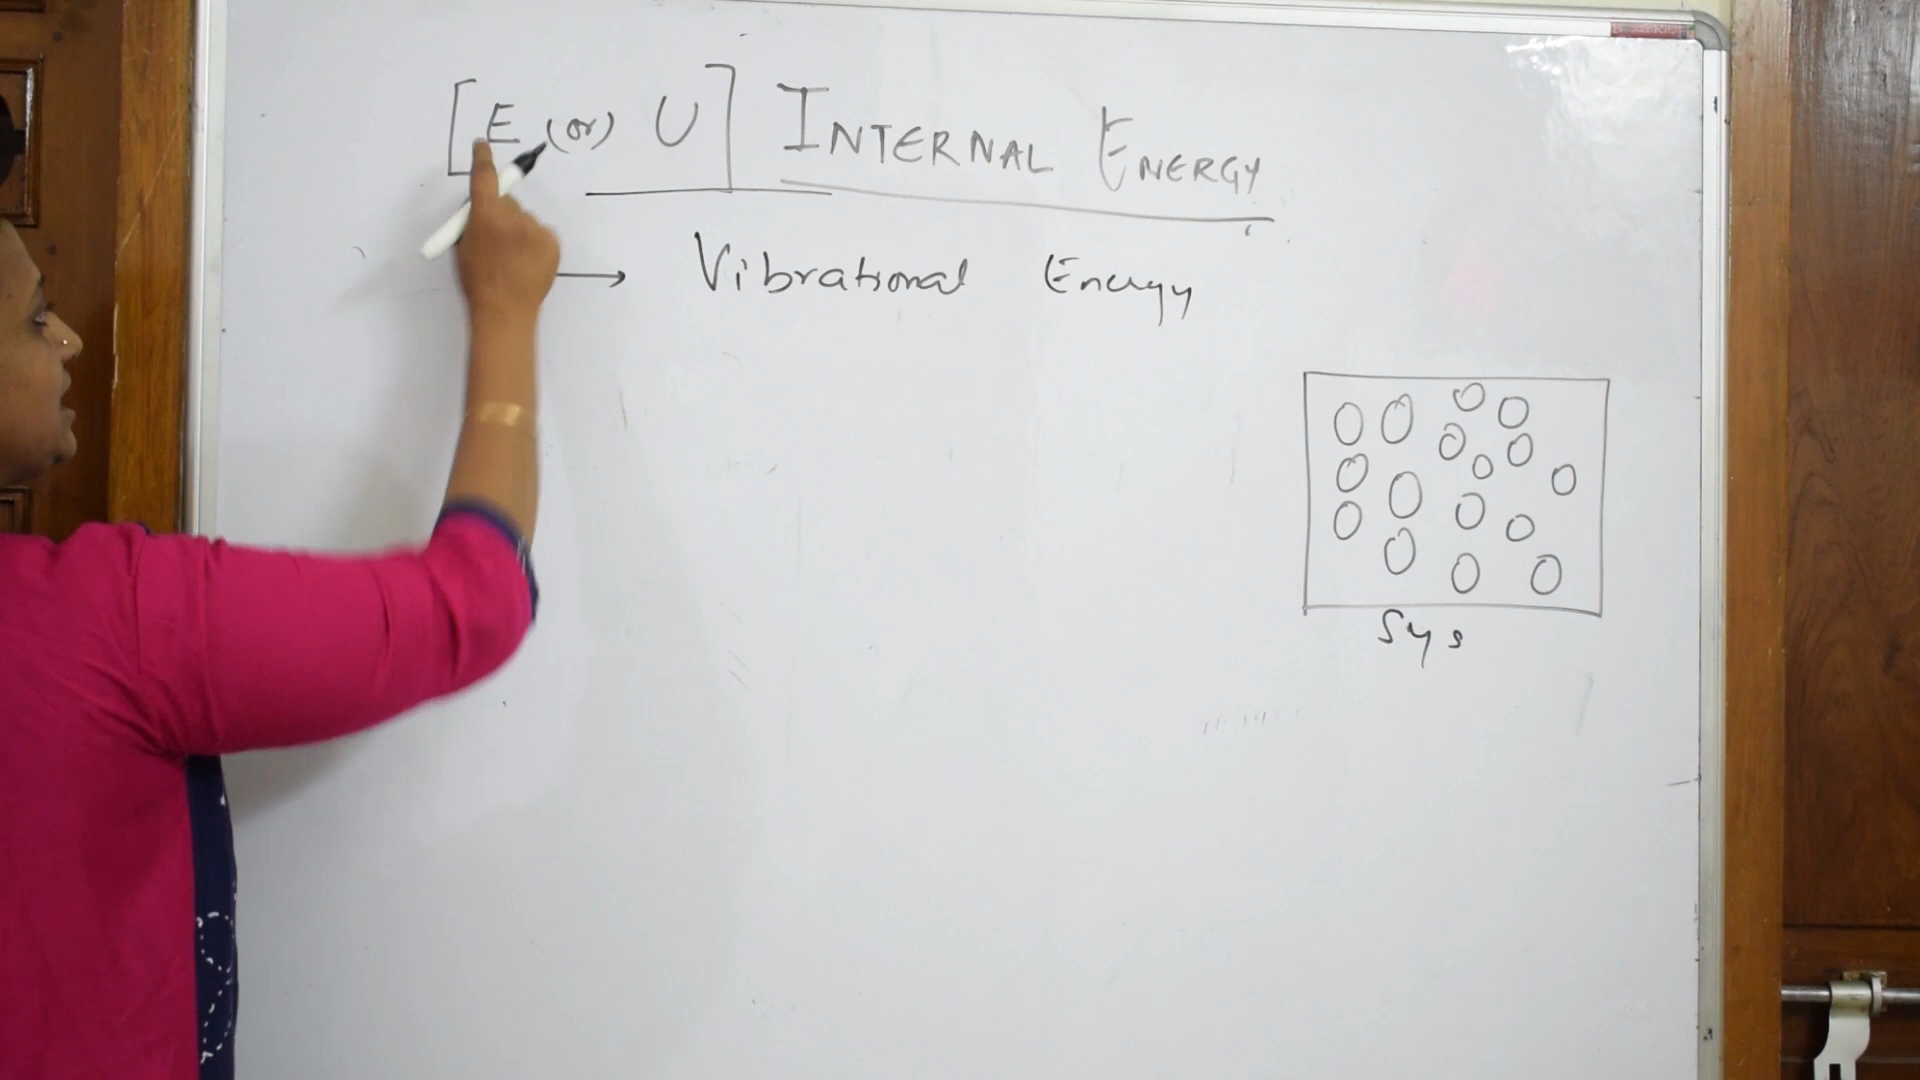 [E (or) U] INTERNAL ENERGY
→ Vibrational Energy
Sys